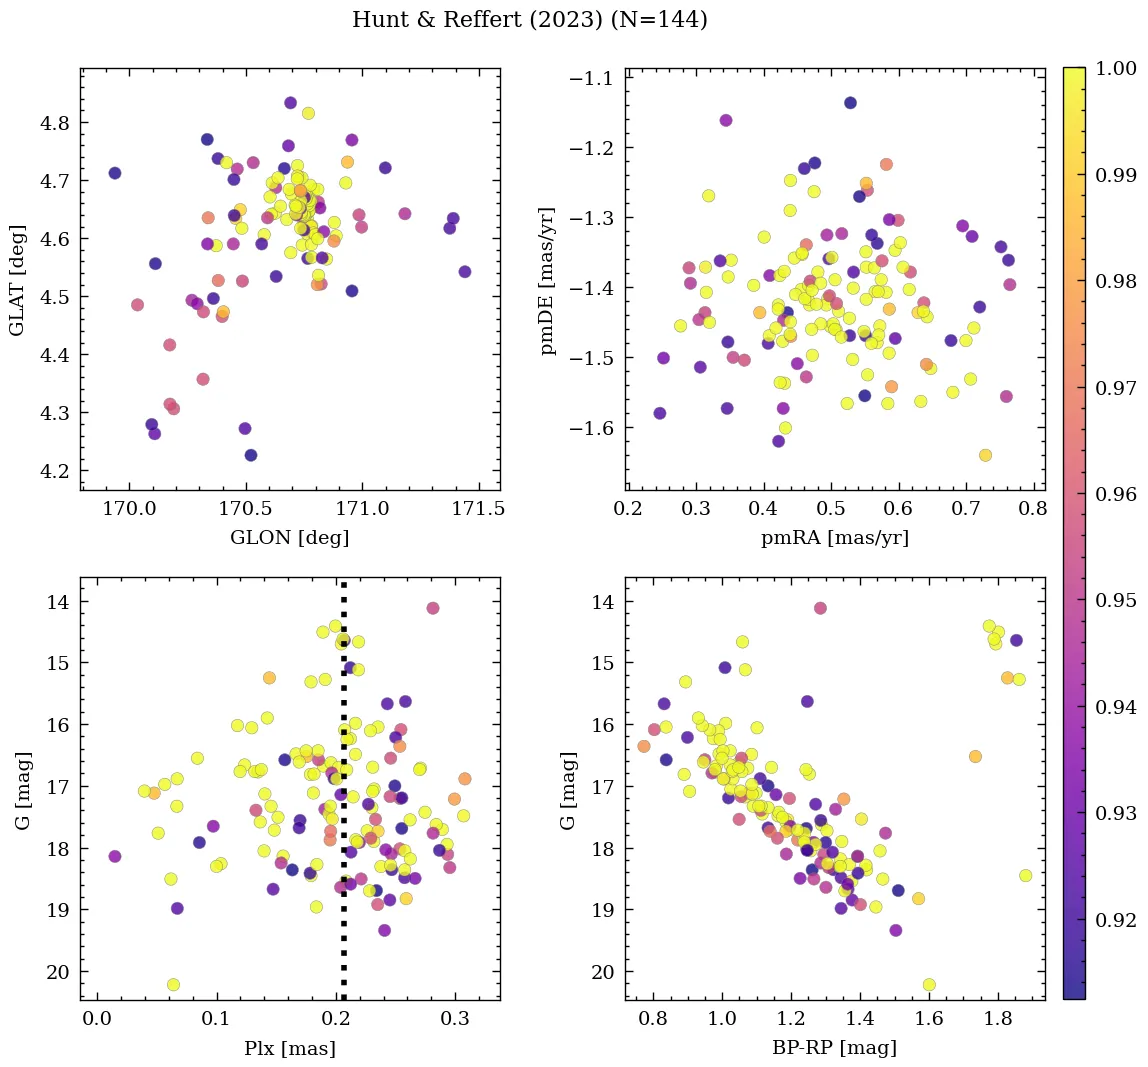 Hunt & Reffert (2023) (N=144)
4.8
4.7
4.6
4.5
4.4
4.3
4.2
GLAT [deg]
170.0 170.5 171.0 171.5
GLON [deg]
−1.1
−1.2
−1.3
−1.4
−1.5
−1.6
pmDE [mas/yr]
0.2 0.3 0.4 0.5 0.6 0.7 0.8
pmRA [mas/yr]
14
15
16
17
18
19
20
G [mag]
0.0 0.1 0.2 0.3
Plx [mas]
14
15
16
17
18
19
20
G [mag]
0.8 1.0 1.2 1.4 1.6 1.8
BP-RP [mag]
1.00
0.99
0.98
0.97
0.96
0.95
0.94
0.93
0.92